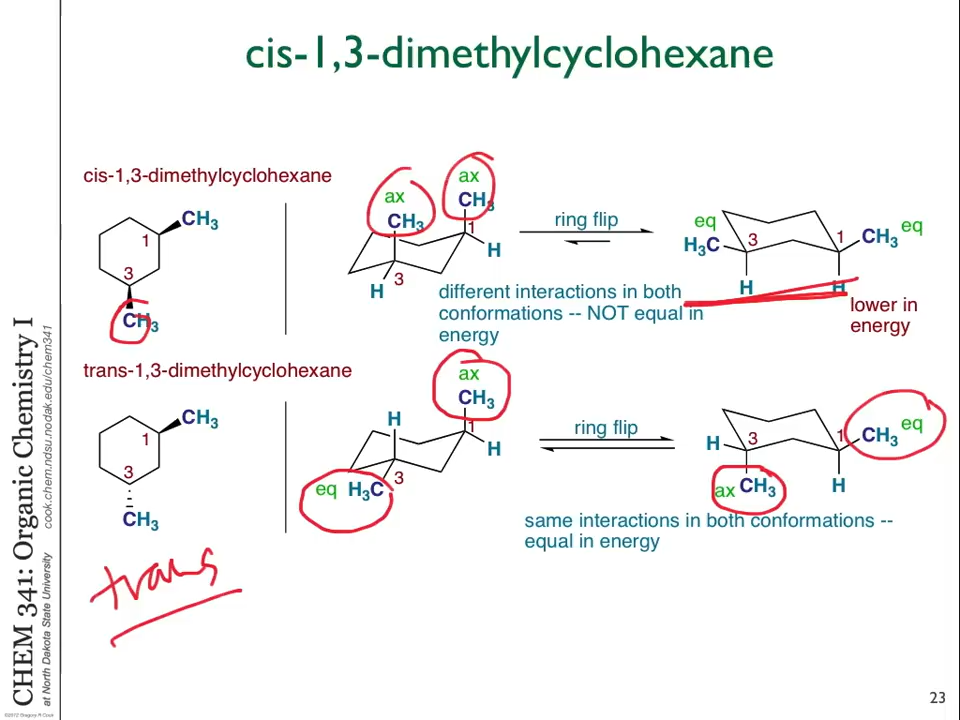 cis-1,3-dimethylcyclohexane
cis-1,3-dimethylcyclohexane
CH3
1
3
CH3
ax
CH3
ax
CH3
1
H
3
H
ring flip
eq
H3C
3
1
CH3
eq
H
H
different interactions in both
conformations -- NOT equal in
energy
lower in
energy
trans-1,3-dimethylcyclohexane
CH3
1
3
CH3
ax
CH3
H
1
H
3
eq H3C
ring flip
H
3
1
CH3
eq
ax CH3
H
same interactions in both conformations --
equal in energy
trans
CHEM 341: Organic Chemistry I
at North Dakota State University
cook.chem.ndsu.nodak.edu/chem341
©2012 Gregory R Cook
23